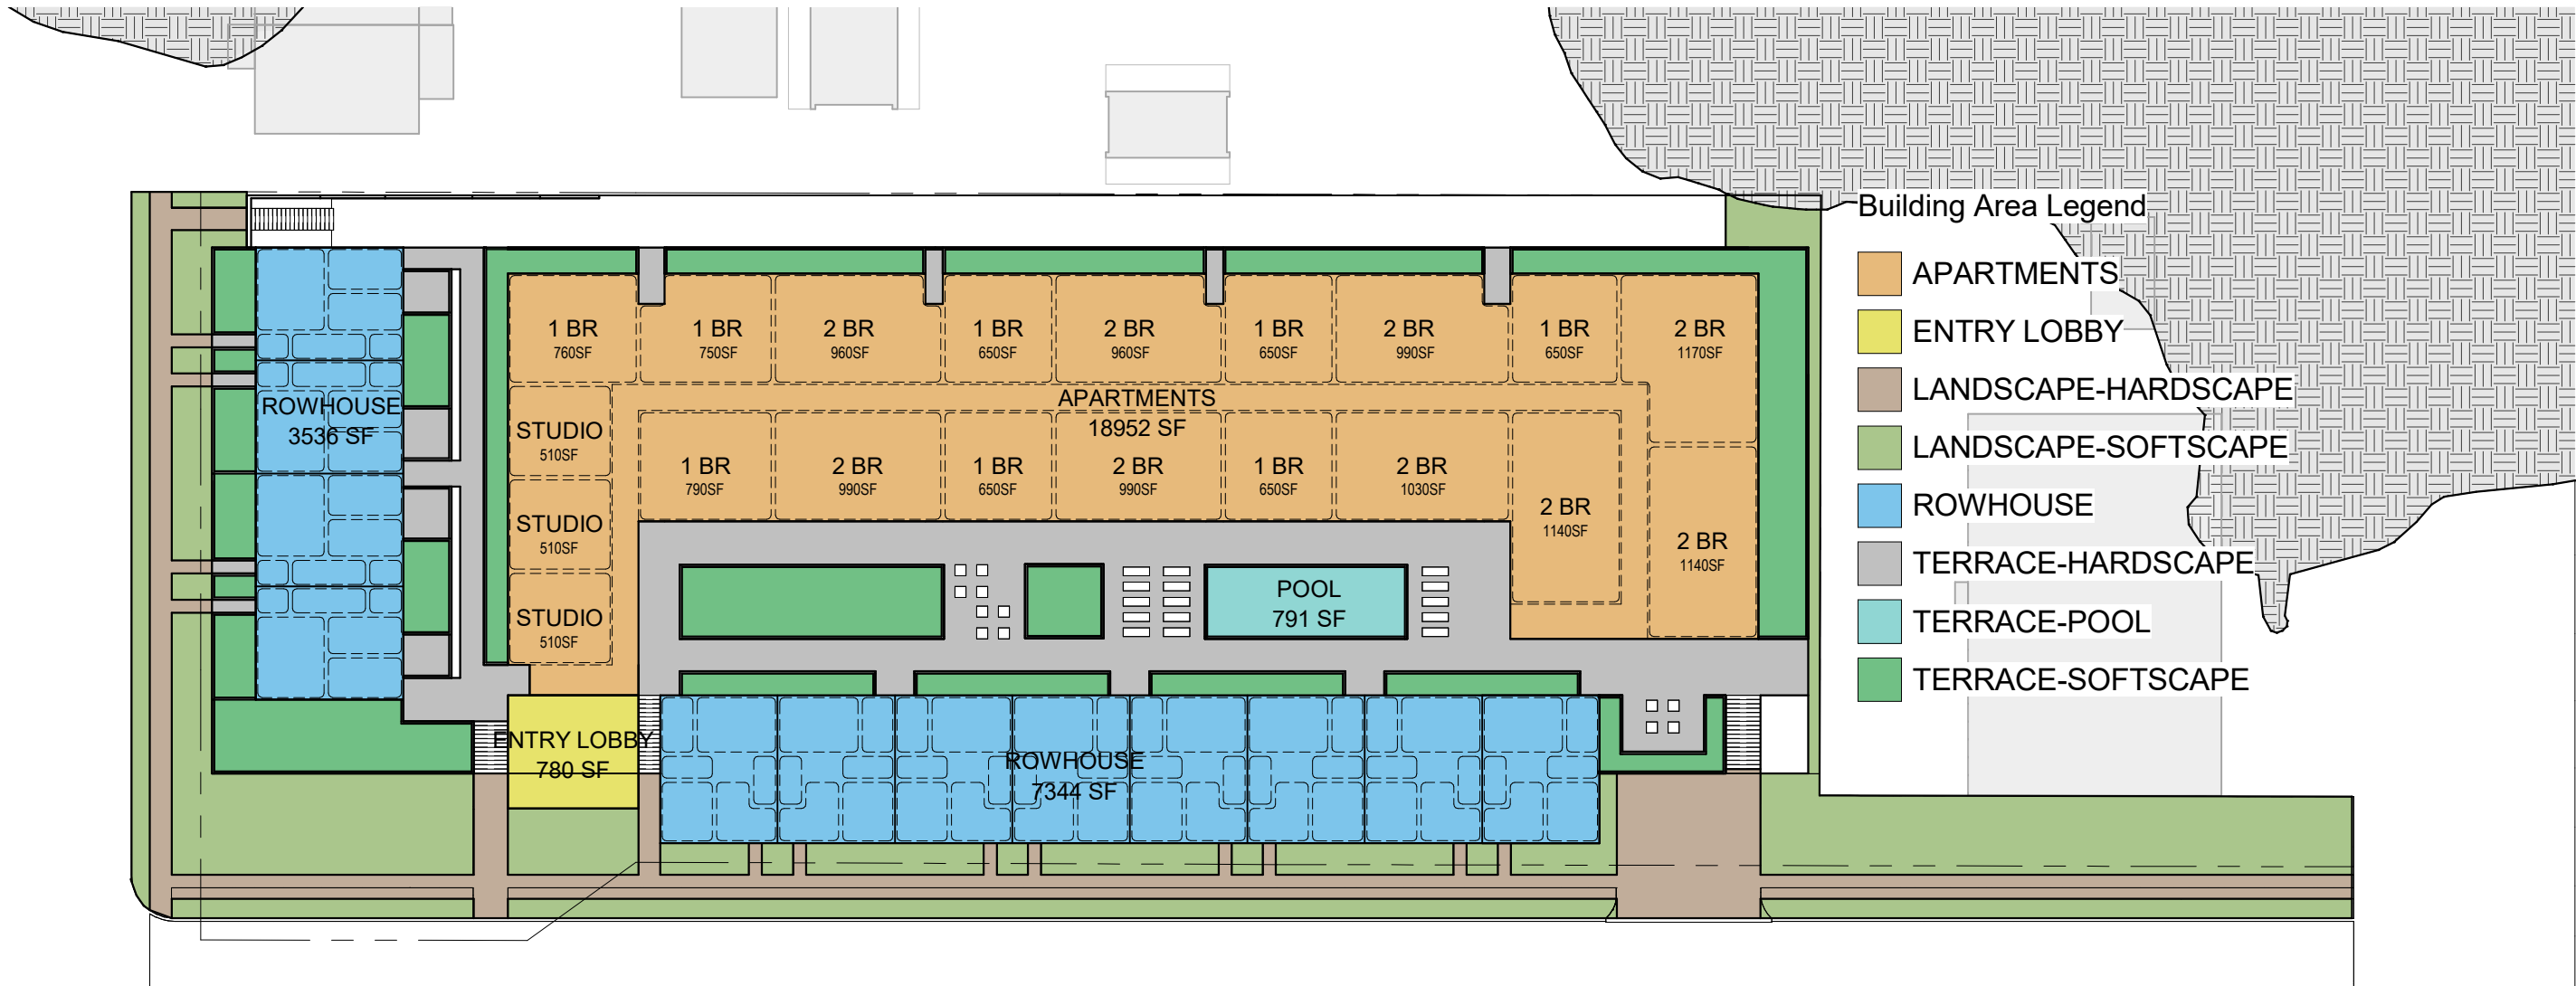 Building Area Legend
APARTMENTS
ENTRY LOBBY
LANDSCAPE-HARDSCAPE
LANDSCAPE-SOFTSCAPE
ROWHOUSE
TERRACE-HARDSCAPE
TERRACE-POOL
TERRACE-SOFTSCAPE
1 BR
760SF
1 BR
750SF
2 BR
960SF
1 BR
650SF
2 BR
960SF
1 BR
650SF
2 BR
990SF
1 BR
650SF
2 BR
1170SF
ROWHOUSE
3536 SF
APARTMENTS
18952 SF
STUDIO
510SF
1 BR
790SF
2 BR
990SF
1 BR
650SF
2 BR
990SF
1 BR
650SF
2 BR
1030SF
2 BR
1140SF
2 BR
1140SF
STUDIO
510SF
STUDIO
510SF
POOL
791 SF
ENTRY LOBBY
780 SF
ROWHOUSE
7344 SF